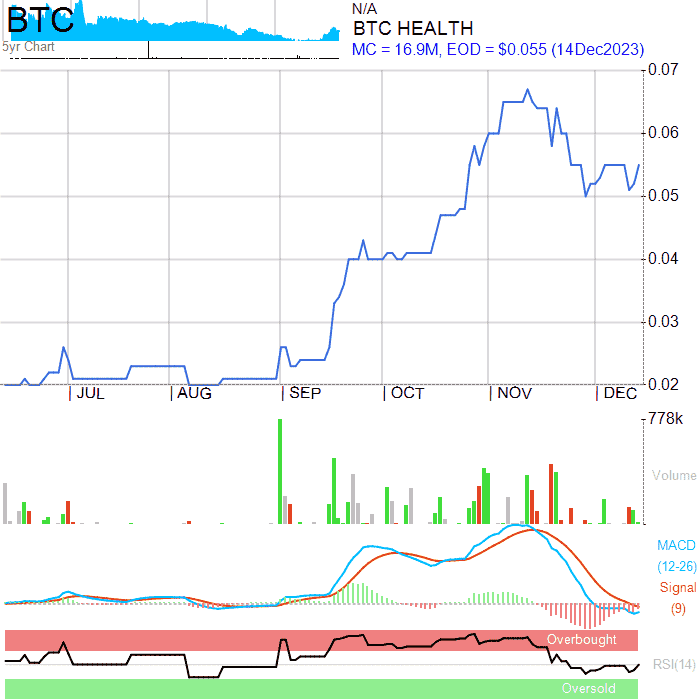 BTC
5yr Chart
N/A
BTC HEALTH
MC = 16.9M, EOD = $0.055 (14Dec2023)
0.07
0.06
0.05
0.04
0.03
0.02
JUL AUG SEP OCT NOV DEC
778k
Volume
MACD
(12-26)
Signal
(9)
Overbought
RSI(14)
Oversold